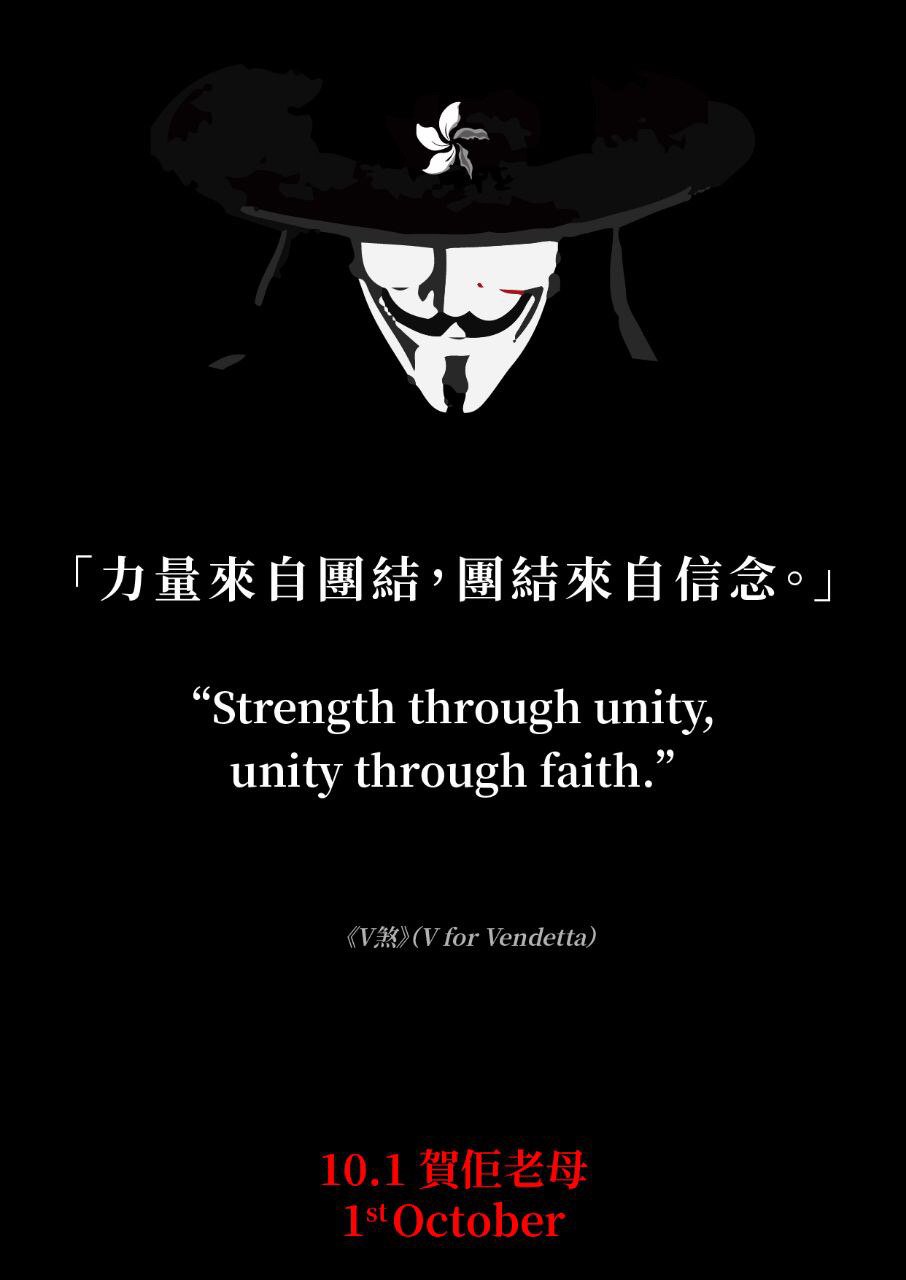 「力量來自團結，團結來自信念。」
“Strength through unity,
unity through faith.”
《V煞》（V for Vendetta）
10.1 賀佢老母
1st October